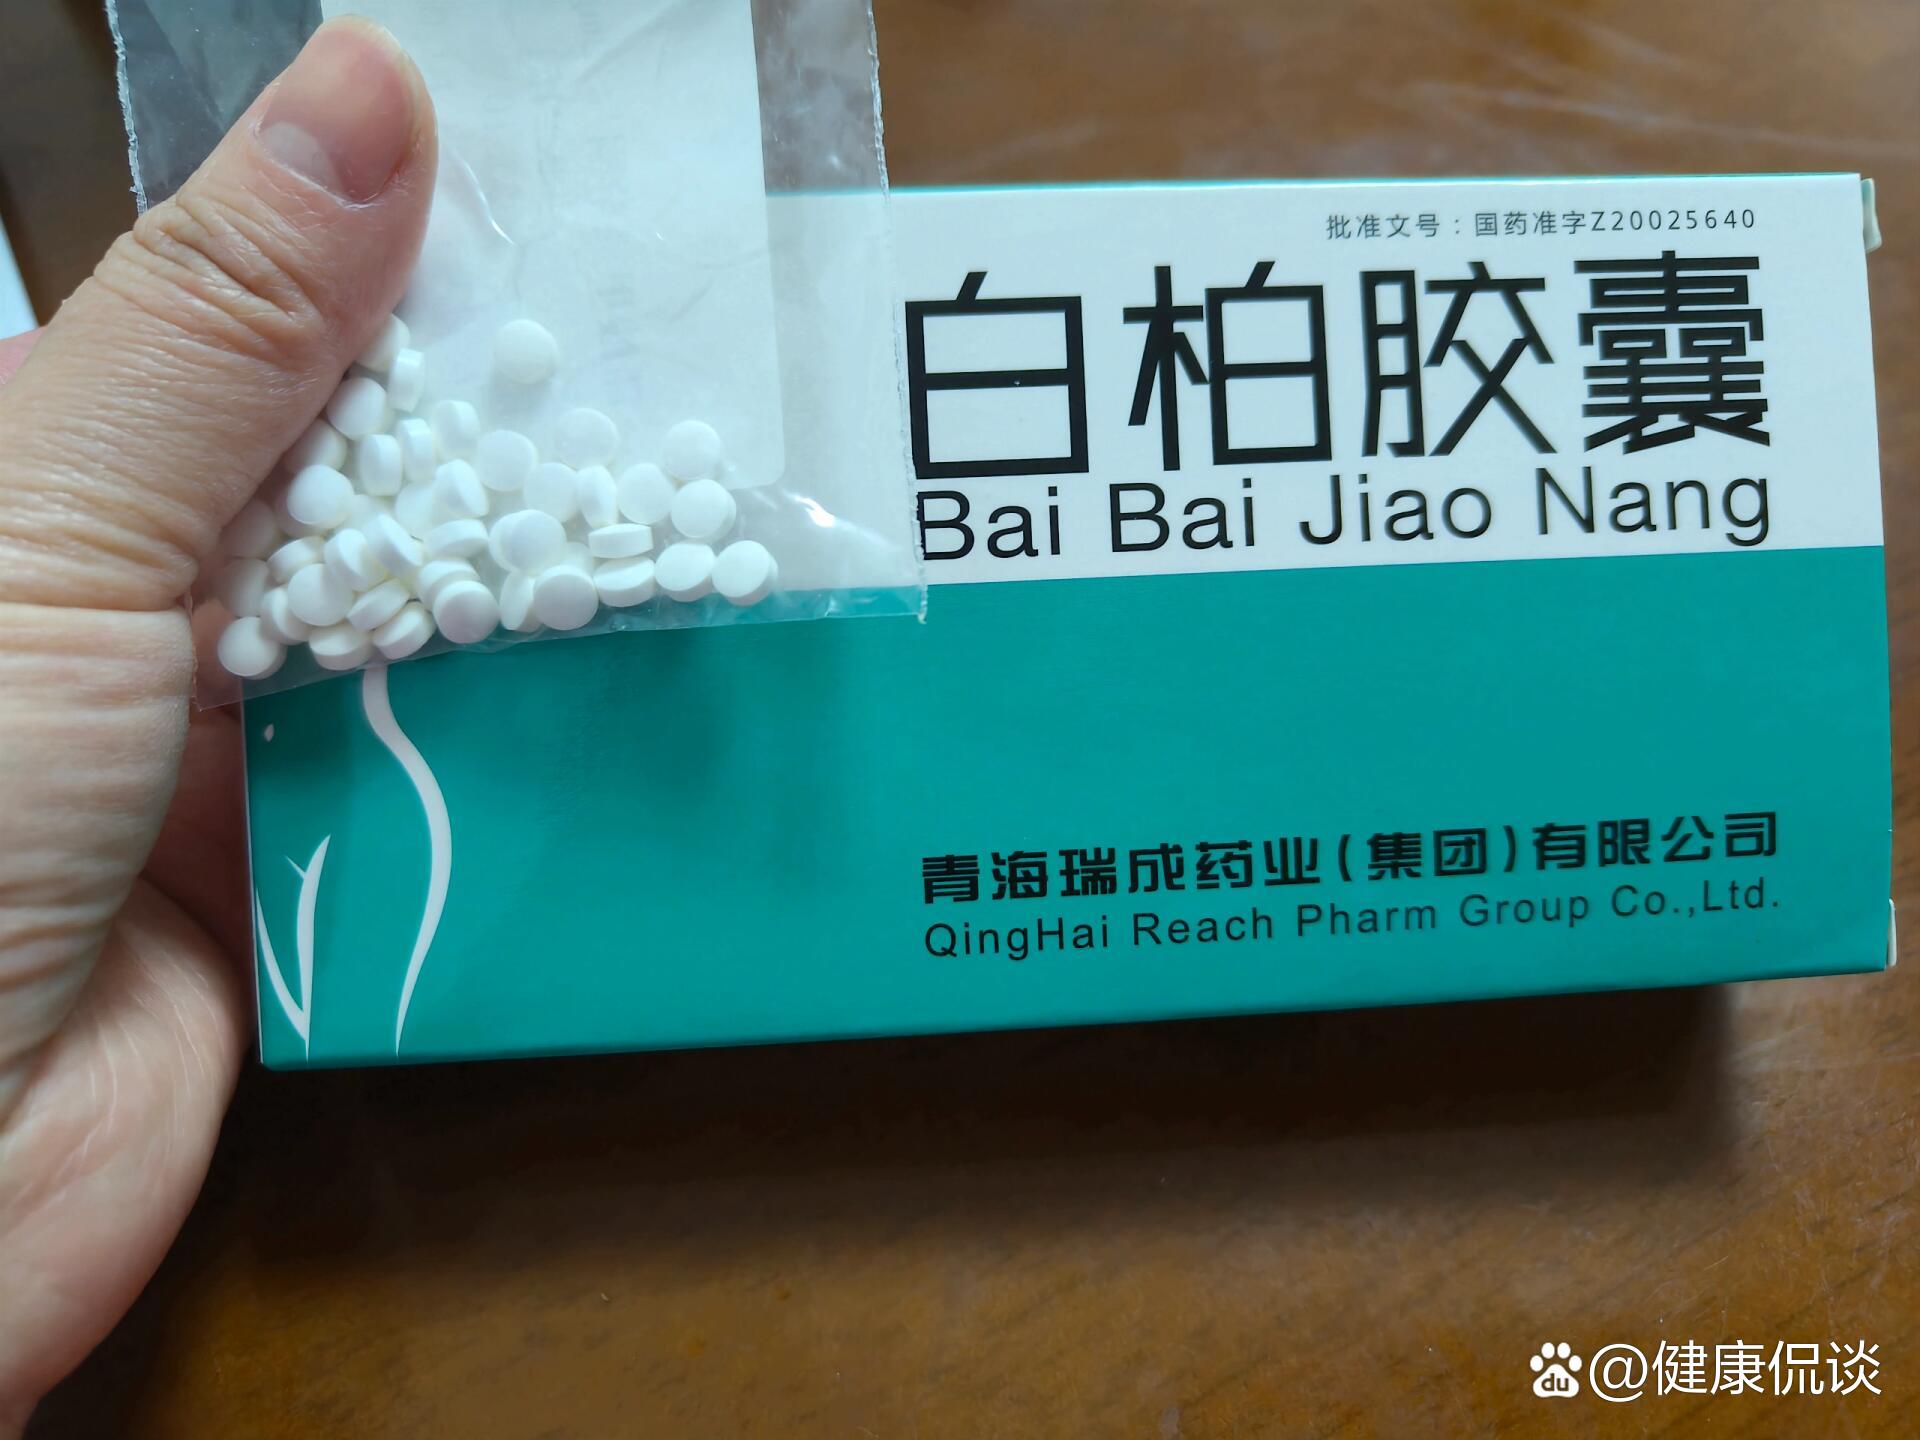 批准文号：国药准字Z20025640
白柏胶囊
Bai Bai Jiao Nang
青海瑞成药业(集团)有限公司
QingHai Reach Pharm Group Co.,Ltd.
du @健康侃谈